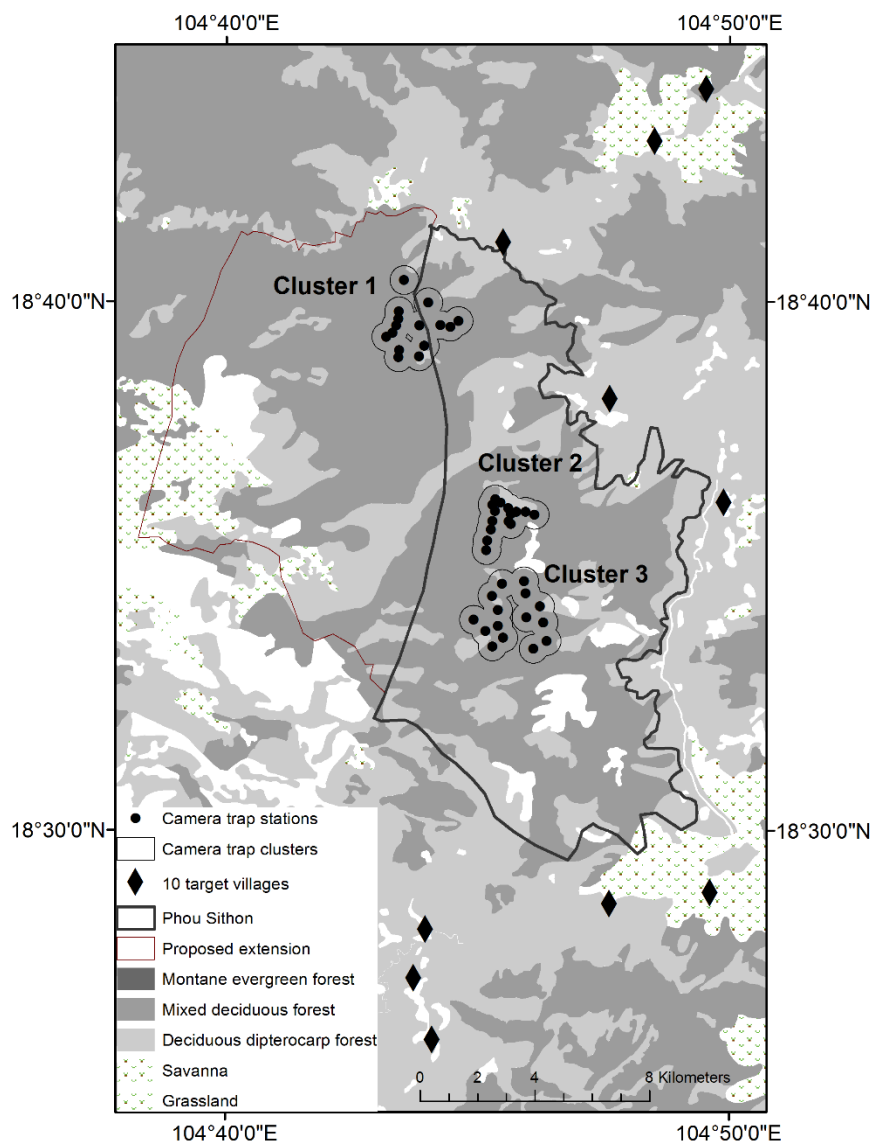 104°40'0"E
104°50'0"E
18°40'0"N
18°40'0"N
Cluster 1
Cluster 2
Cluster 3
18°30'0"N
18°30'0"N
Camera trap stations
Camera trap clusters
10 target villages
Phou Sithon
Proposed extension
Montane evergreen forest
Mixed deciduous forest
Deciduous dipterocarp forest
Savanna
Grassland
0 2 4 8 Kilometers
104°40'0"E
104°50'0"E